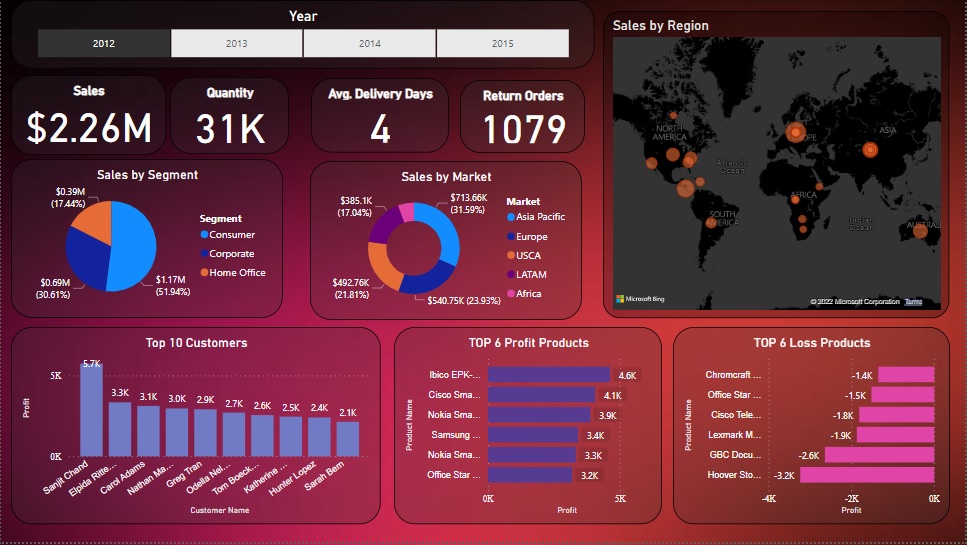 Year
2012 2013 2014 2015
Sales
$2.26M
Quantity
31K
Avg. Delivery Days
4
Return Orders
1079
Sales by Region
NORTH
AMERICA
Atlantic
Ocean
ASIA
AFRICA
SOUTH
AMERICA
Indian
Ocean
Microsoft Bing
© 2022 Microsoft Corporation Terms
Sales by Segment
$0.39M
(17.44%)
$0.69M
(30.61%)
$1.17M
(51.94%)
Segment
Consumer
Corporate
Home Office
Sales by Market
$385.1K
(17.04%)
$713.66K
(31.59%)
$492.76K
(21.81%)
$540.75K (23.93%)
Market
Asia Pacific
Europe
USCA
LATAM
Africa
Top 10 Customers
Profit
5K
0K
5.7K
3.3K
3.1K
3.0K
2.9K
2.7K
2.6K
2.5K
2.4K
2.1K
Sanjit Chand
Elpida Ritte...
Carol Adams
Nathan Ma...
Greg Tran
Odella Nel...
Tom Boeck...
Katherine ...
Hunter Lopez
Sarah Bern
Customer Name
TOP 6 Profit Products
Product Name
Ibico EPK-... 4.6K
Cisco Sma... 4.1K
Nokia Sma... 3.9K
Samsung ... 3.4K
Nokia Sma... 3.3K
Office Star ... 3.2K
0K 5K
Profit
TOP 6 Loss Products
Product Name
Chromcraft ... -1.4K
Office Star ... -1.5K
Cisco Tele... -1.8K
Lexmark M... -1.9K
GBC Docu... -2.6K
Hoover Sto... -3.2K
-4K -2K 0K
Profit